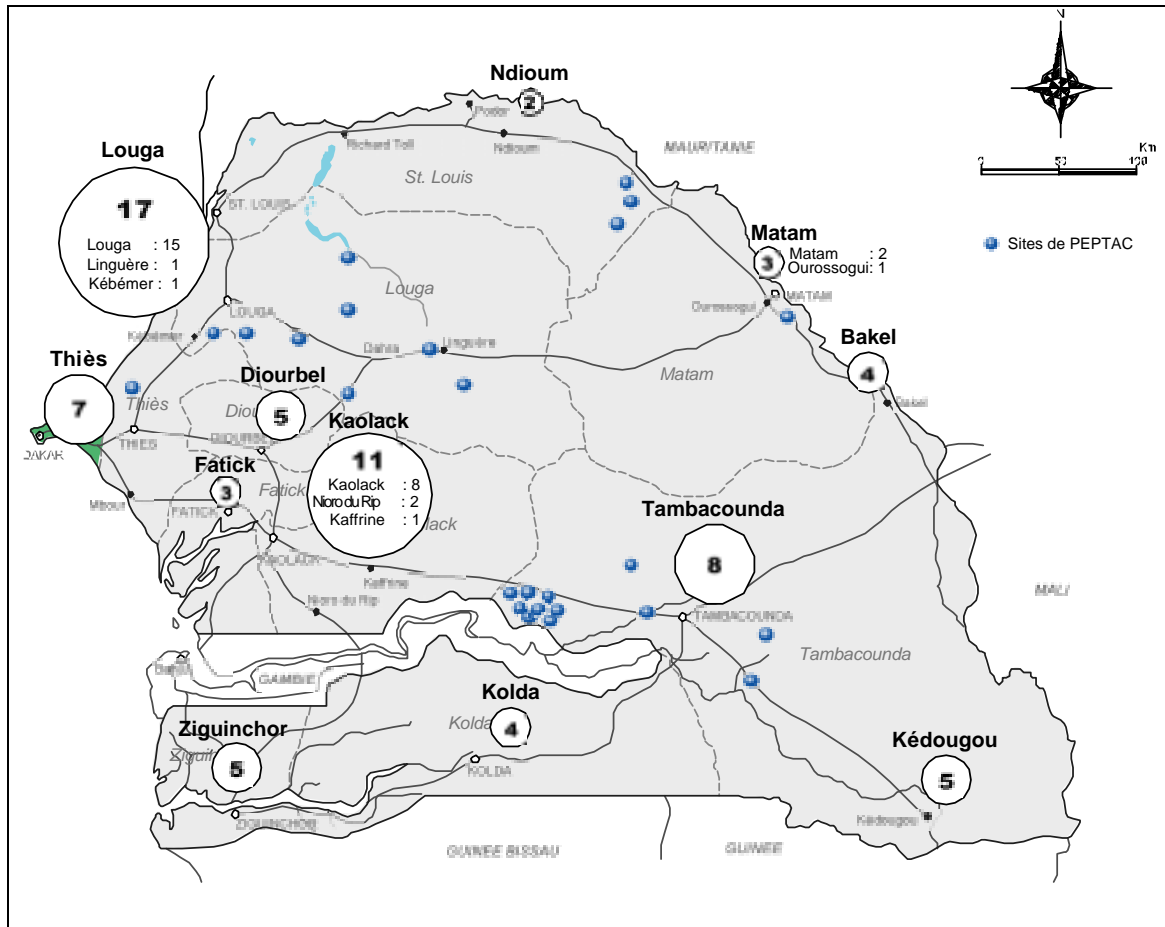 N
Ndioum
2
Podor
Richard Toll
Ndioum
MAURITANIE
Km
0 50 100
Louga
17
Louga : 15
Linguère : 1
Kébémer : 1
St. Louis
ST. LOUIS
Sites de PEPTAC
Matam
3
Matam : 2
Ourossogui: 1
MATAM
Ourossogui
Louga
LOUGA
Kébémer
Dahra
Linguère
Bakel
4
Bakel
Matam
Thiès
7
Thiès
THIES
DAKAR
Diourbel
5
Mbour
Kaolack
11
Kaolack : 8
Nioro du Rip : 2
Kaffrine : 1
Fatick
3
Fatick
FATICK
KAOLACK
Kaffrine
Nioro du Rip
Tambacounda
8
TAMBACOUNDA
Tambacounda
MALI
GAMBIE
Kolda
4
Kolda
KOLDA
Ziguinchor
5
ZIGUINCHOR
Kédougou
5
Kédougou
GUINEE BISSAU
GUINEE